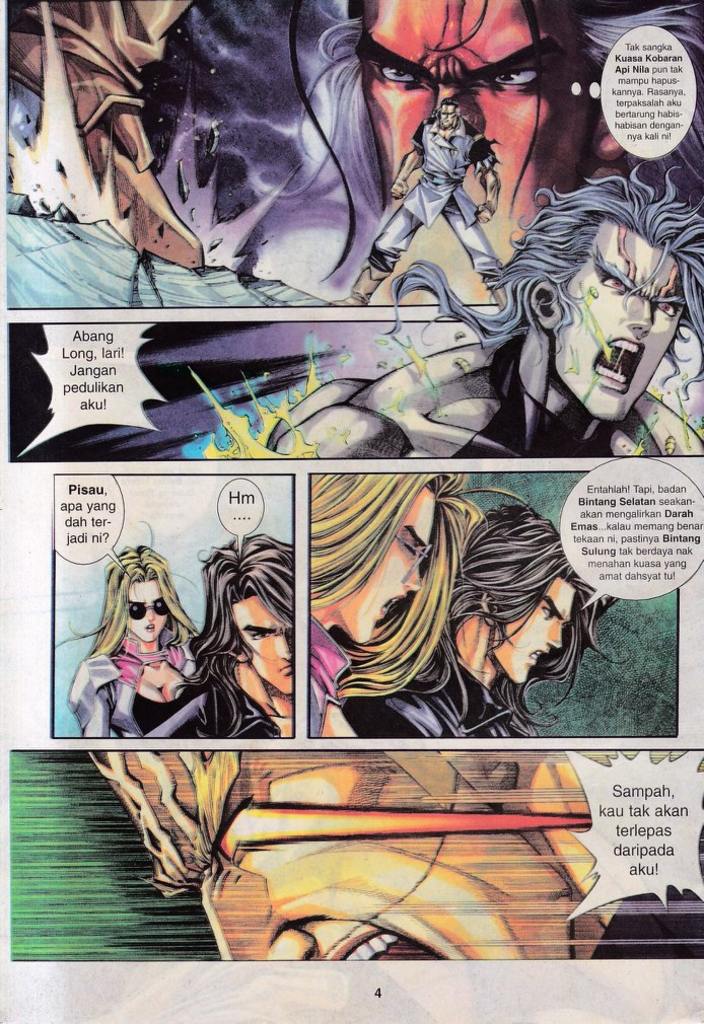 Tak sangka
Kuasa Kobaran
Api Nila pun tak
mampu hapus-
kannya. Rasanya,
terpaksalah aku
bertarung habis-
habisan dengan-
nya kali ni!
Abang
Long, lari!
Jangan
pedulikan
aku!
Pisau,
apa yang
dah ter-
jadi ni?
Hm
....
Entahlah! Tapi, badan
Bintang Selatan seakan-
akan mengalirkan Darah
Emas...kalau memang benar
tekaan ni, pastinya Bintang
Sulung tak berdaya nak
menahan kuasa yang
amat dahsyat tu!
Sampah,
kau tak akan
terlepas
daripada
aku!
4